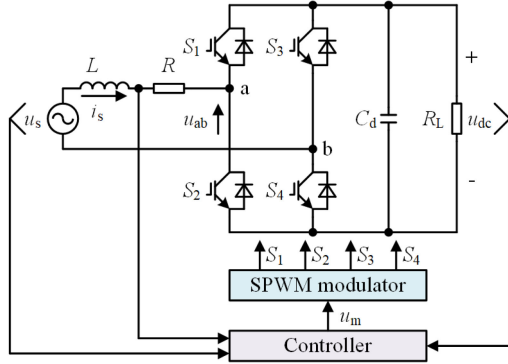 S1
S3
+
L
R
a
us
is
uab
Cd
RL
udc
b
S2
S4
-
S1
S2
S3
S4
SPWM modulator
um
Controller